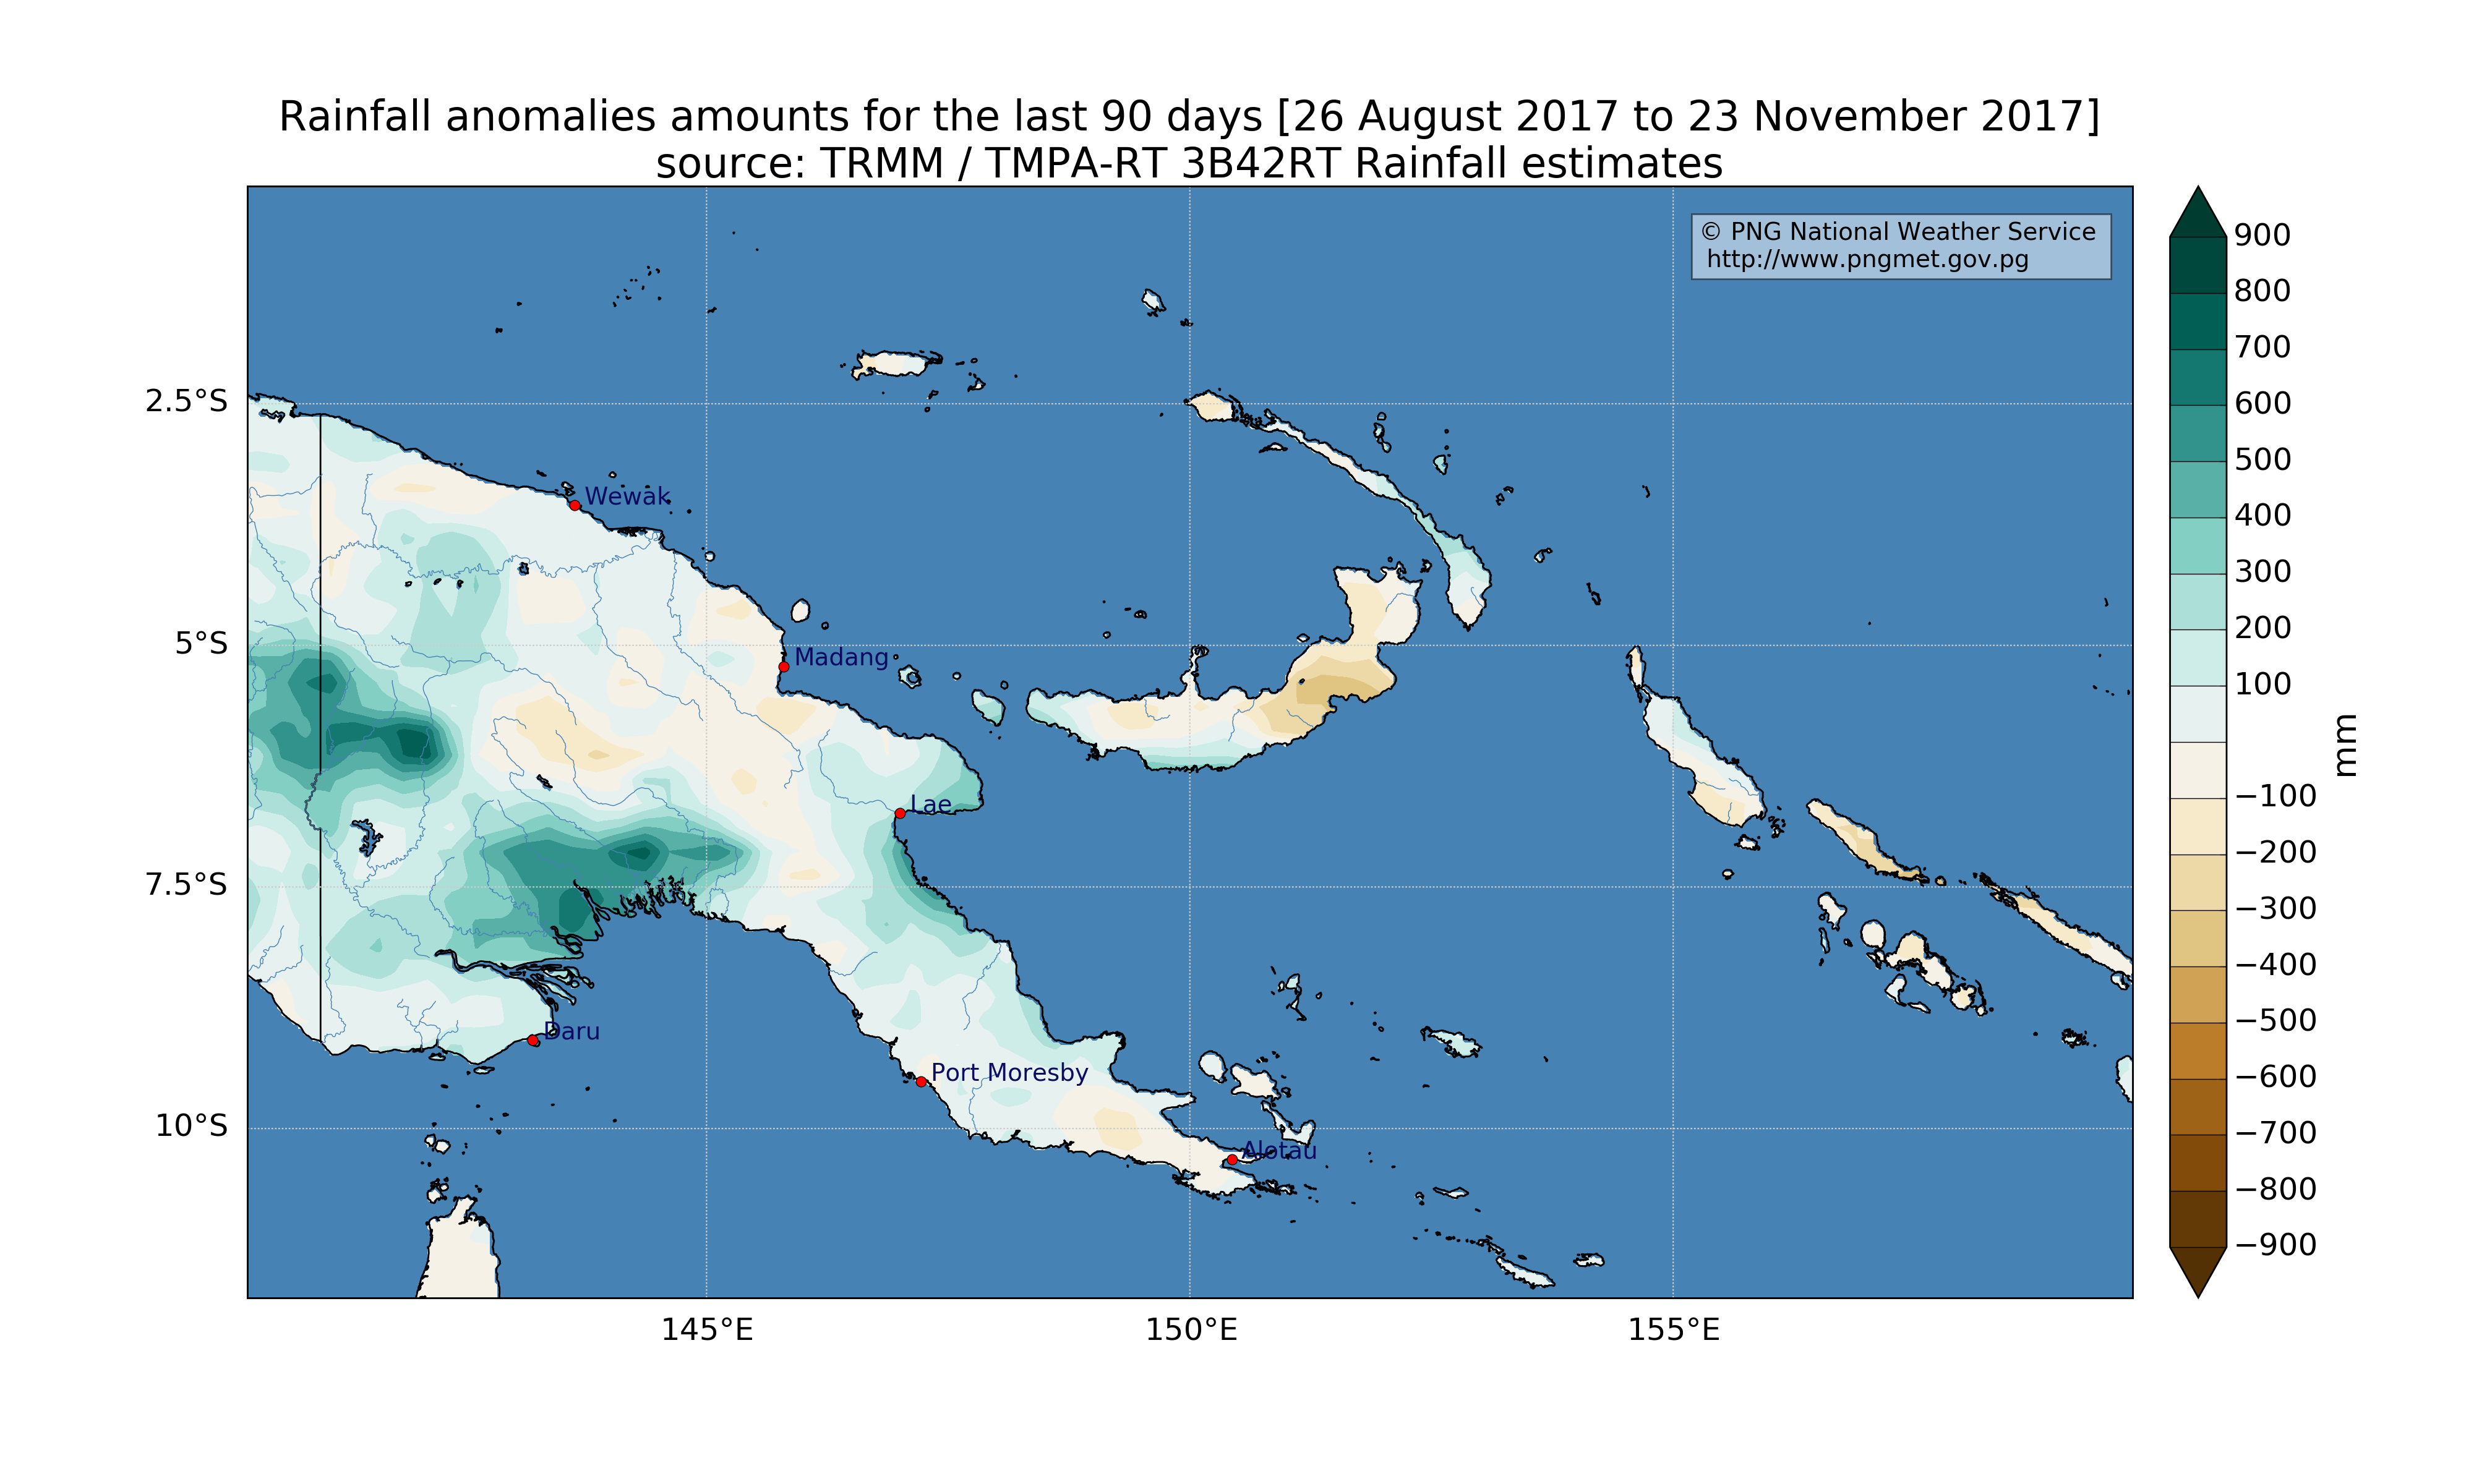 Rainfall anomalies amounts for the last 90 days [26 August 2017 to 23 November 2017]
source: TRMM / TMPA-RT 3B42RT Rainfall estimates
© PNG National Weather Service
http://www.pngmet.gov.pg
2.5°S
5°S
7.5°S
10°S
Wewak
Madang
Lae
Daru
Port Moresby
Alotau
145°E
150°E
155°E
900
800
700
600
500
400
300
200
100
−100
−200
−300
−400
−500
−600
−700
−800
−900
mm